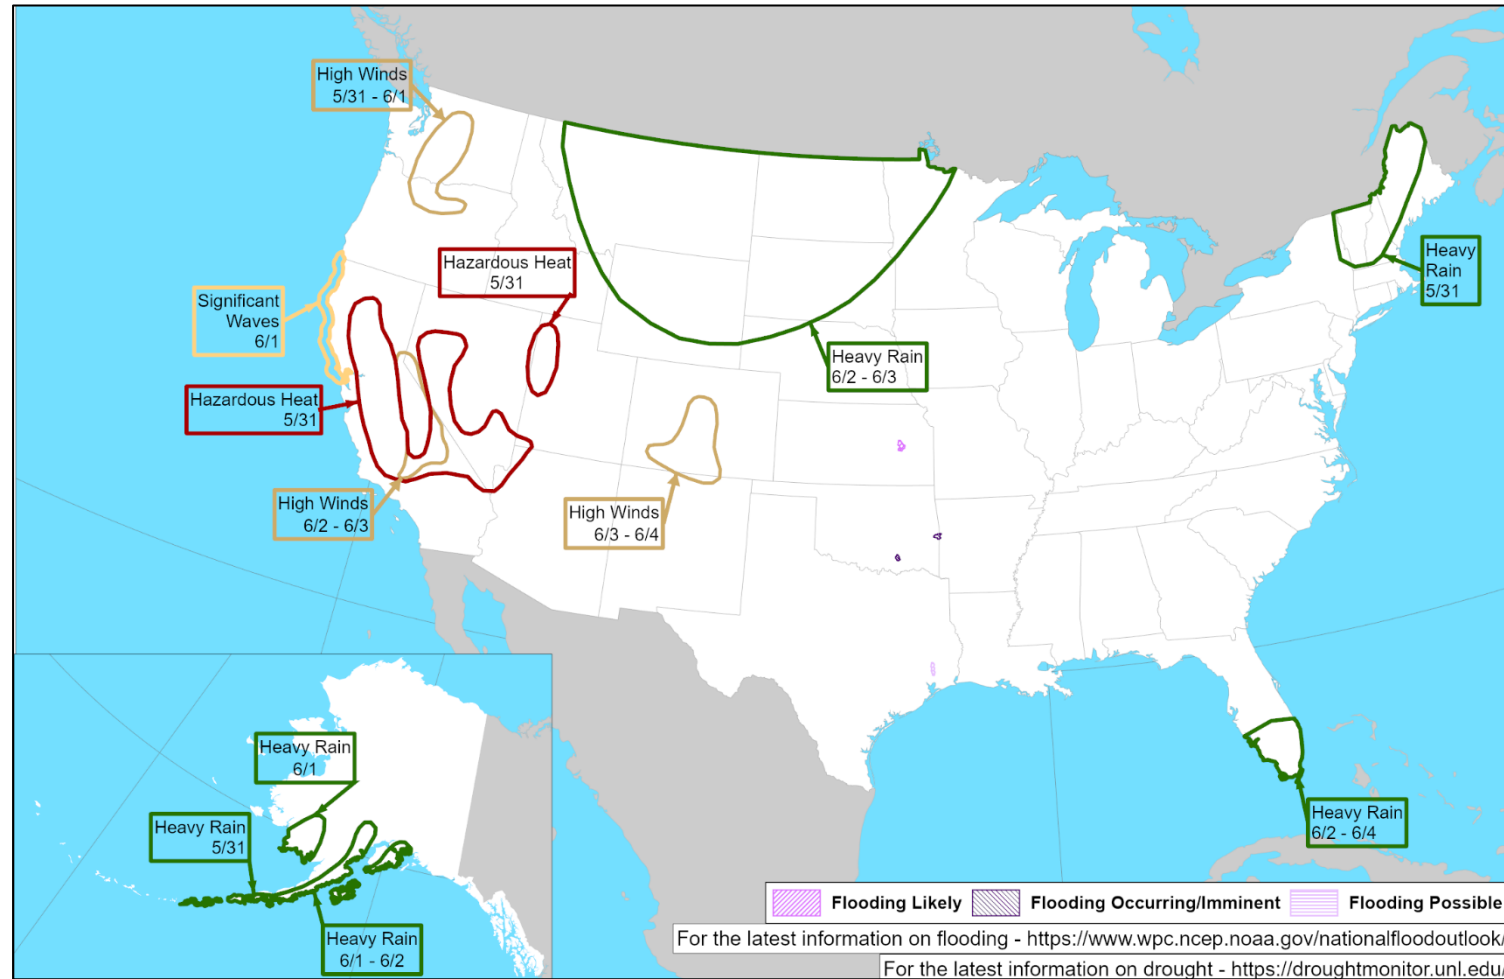 High Winds
5/31 - 6/1
Hazardous Heat
5/31
Significant
Waves
6/1
Heavy
Rain
5/31
Heavy Rain
6/2 - 6/3
Hazardous Heat
5/31
High Winds
6/2 - 6/3
High Winds
6/3 - 6/4
Heavy Rain
6/1
Heavy Rain
5/31
Heavy Rain
6/1 - 6/2
Heavy Rain
6/2 - 6/4
Flooding Likely
Flooding Occurring/Imminent
Flooding Possible
For the latest information on flooding - https://www.wpc.ncep.noaa.gov/nationalfloodoutlook/
For the latest information on drought - https://droughtmonitor.unl.edu/